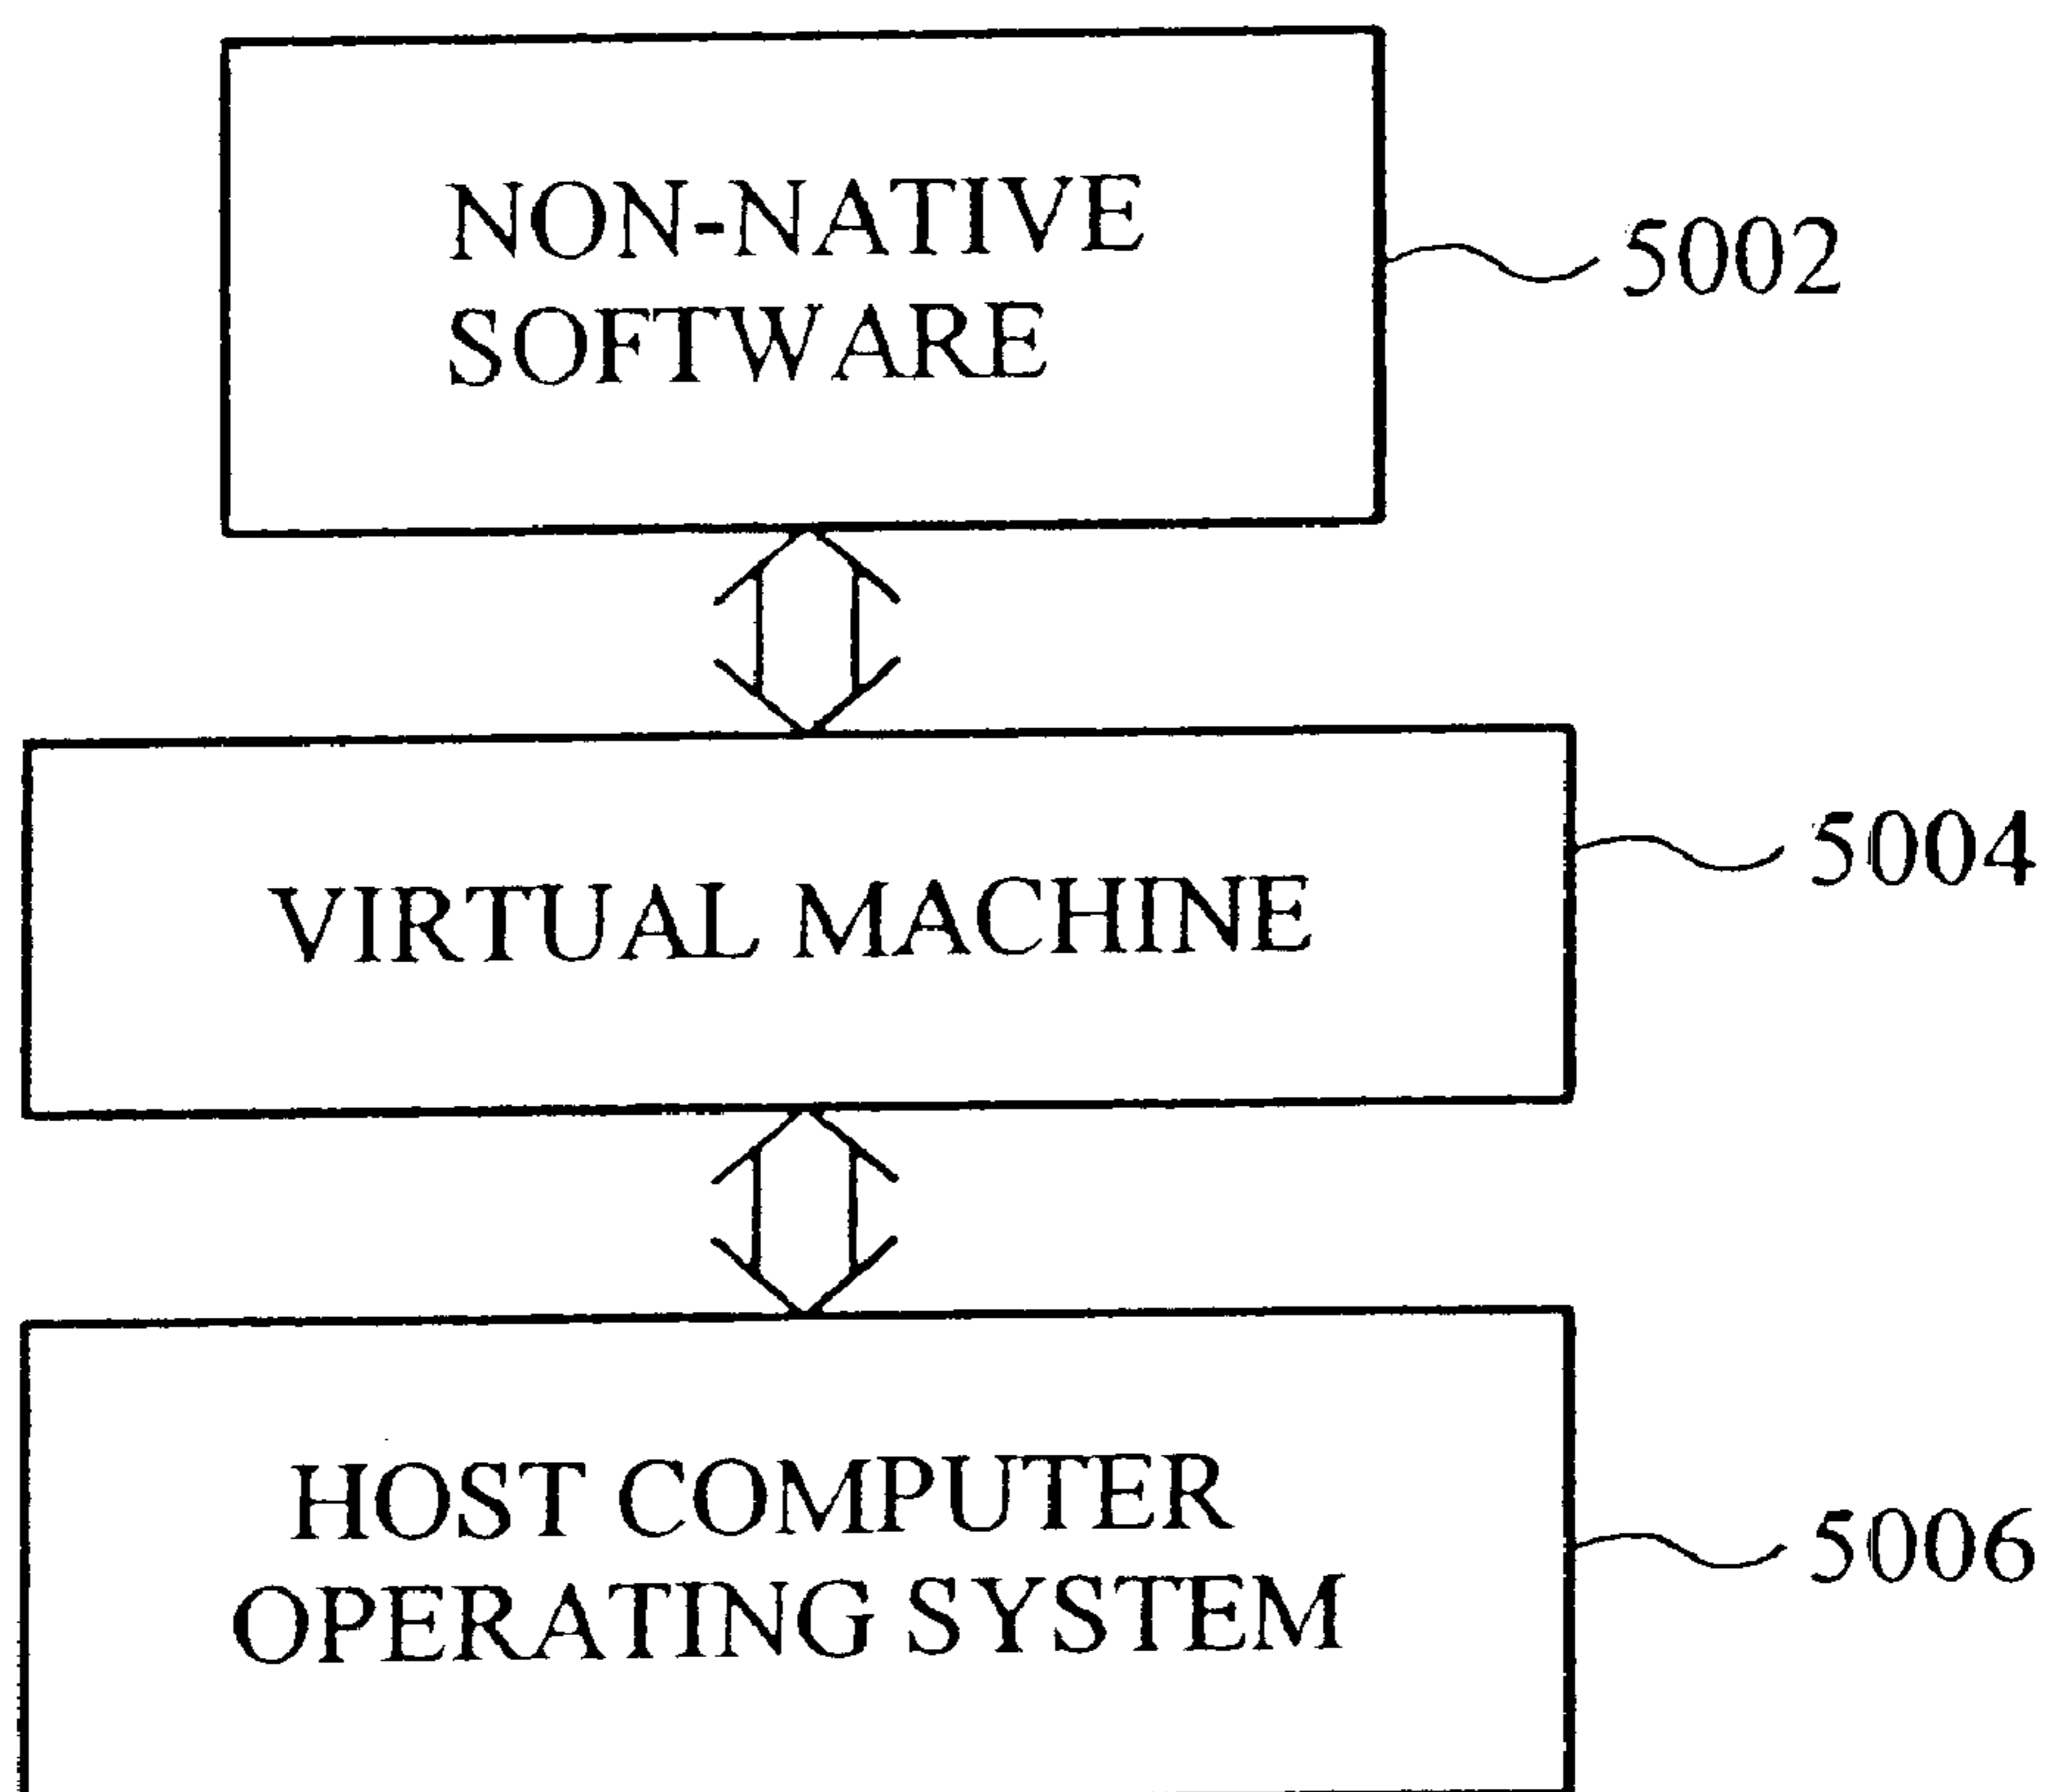 NON-NATIVE
SOFTWARE
5002
VIRTUAL MACHINE
5004
HOST COMPUTER
OPERATING SYSTEM
5006